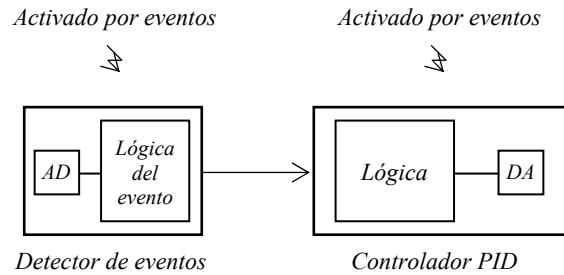 Activado por eventos
Activado por eventos
AD
Lógica
del
evento
Lógica
DA
Detector de eventos
Controlador PID